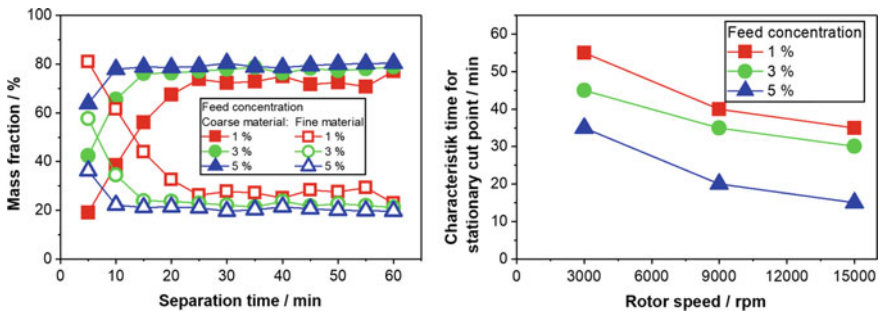 100
80
60
40
20
0
Mass fraction / %
Feed concentration
Coarse material: Fine material
1 % 1 %
3 % 3 %
5 % 5 %
0 10 20 30 40 50 60
Separation time / min
60
50
40
30
20
10
0
Characteristik time for
stationary cut point / min
Feed concentration
1 %
3 %
5 %
0 3000 6000 9000 12000 15000
Rotor speed / rpm